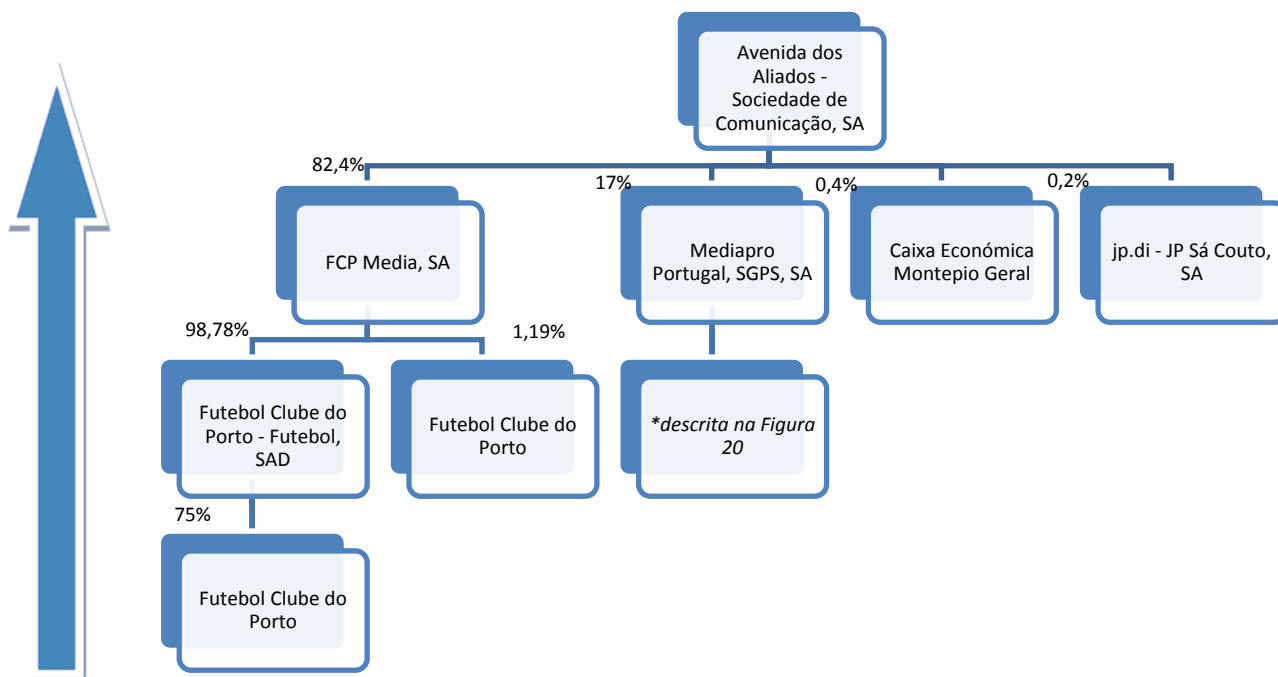 Avenida dos
Aliados -
Sociedade de
Comunicação, SA
82,4%
17%
0,4%
0,2%
FCP Media, SA
Mediapro
Portugal, SGPS, SA
Caixa Económica
Montepio Geral
jp.di - JP Sá Couto,
SA
98,78%
1,19%
Futebol Clube do
Porto - Futebol,
SAD
Futebol Clube do
Porto
*descrita na Figura
20
75%
Futebol Clube do
Porto